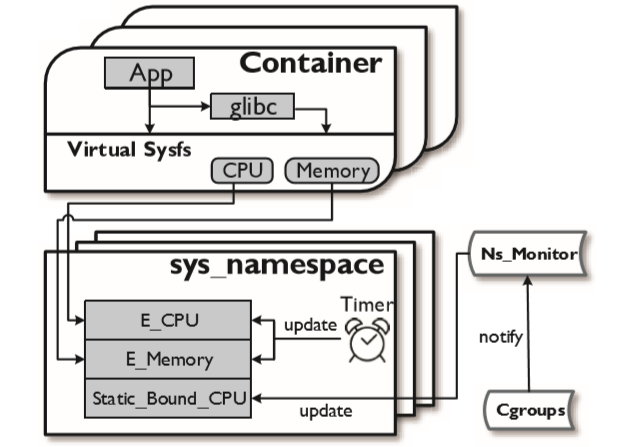 Container
App
glibc
Virtual Sysfs
CPU
Memory
sys_namespace
Ns_Monitor
Timer
E_CPU
update
E_Memory
notify
Static_Bound_CPU
update
Cgroups